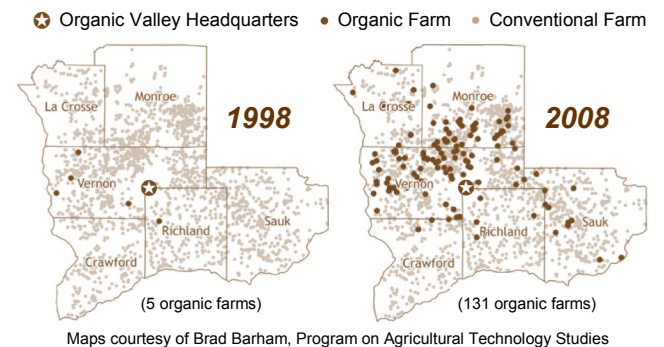 Organic Valley Headquarters Organic Farm Conventional Farm
La Crosse
Monroe
1998
Vernon
Richland
Sauk
Crawford
(5 organic farms)
La Crosse
Monroe
2008
Vernon
Richland
Sauk
Crawford
(131 organic farms)
Maps courtesy of Brad Barham, Program on Agricultural Technology Studies